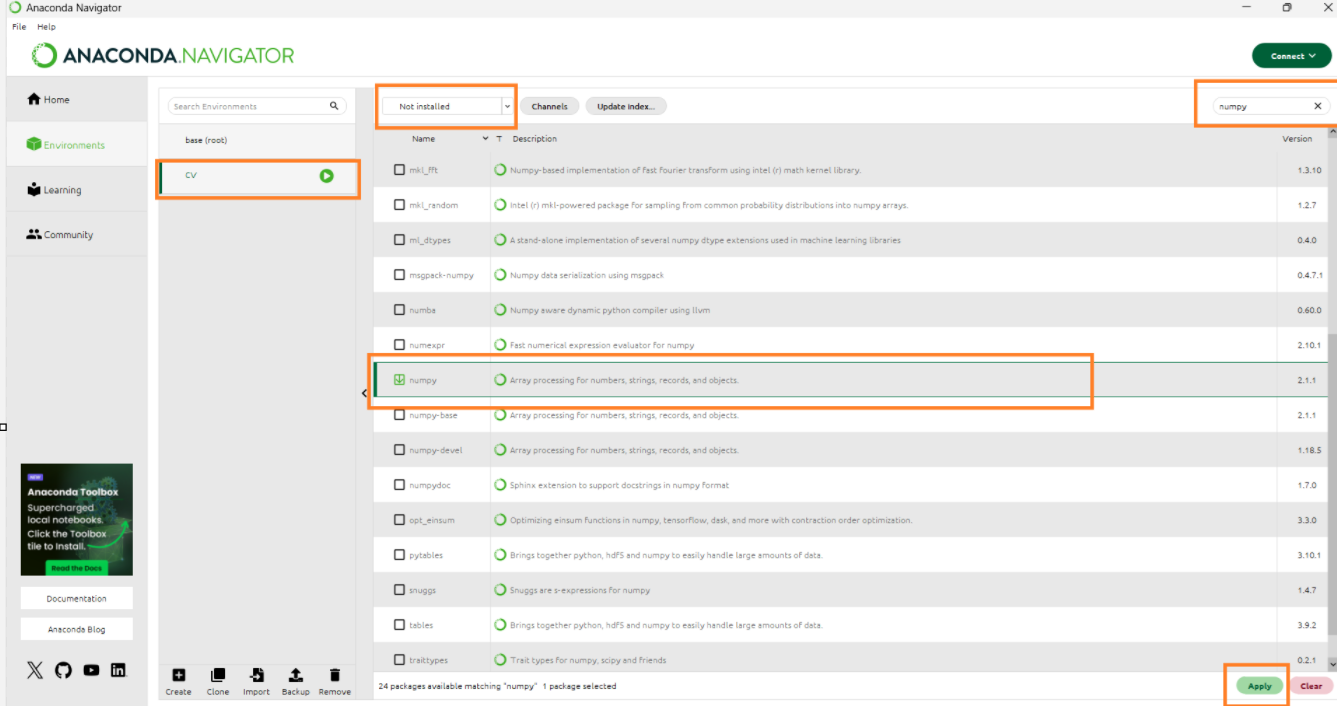 Anaconda Navigator
File Help
ANACONDA.NAVIGATOR
Connect
Home
Environments
Learning
Community
NEW
Anaconda Toolbox
Supercharged
local notebooks.
Click the Toolbox
tile to install.
Read the Docs
Documentation
Anaconda Blog
Search Environments
base (root)
CV
Create Clone Import Backup Remove
Not installed Channels Update index... numpy
Name T Description Version
mkl_fft Numpy-based implementation of fast fourier transform using intel (r) math kernel library. 1.3.10
mkl_random Intel (r) mkl-powered package for sampling from common probability distributions into numpy arrays. 1.2.7
ml_dtypes A stand-alone implementation of several numpy dtype extensions used in machine learning libraries 0.4.0
msgpack-numpy Numpy data serialization using msgpack 0.4.7.1
numba Numpy aware dynamic python compiler using llvm 0.60.0
numexpr Fast numerical expression evaluator for numpy 2.10.1
numpy Array processing for numbers, strings, records, and objects. 2.1.1
numpy-base Array processing for numbers, strings, records, and objects. 2.1.1
numpy-devel Array processing for numbers, strings, records, and objects. 1.18.5
numpydoc Sphinx extension to support docstrings in numpy format 1.7.0
opt_einsum Optimizing einsum functions in numpy, tensorflow, dask, and more with contraction order optimization. 3.3.0
pytables Brings together python, hdf5 and numpy to easily handle large amounts of data. 3.10.1
snuggs Snuggs are s-expressions for numpy 1.4.7
tables Brings together python, hdf5 and numpy to easily handle large amounts of data. 3.9.2
traittypes Trait types for numpy, scipy and friends 0.2.1
24 packages available matching "numpy" 1 package selected
Apply Clear